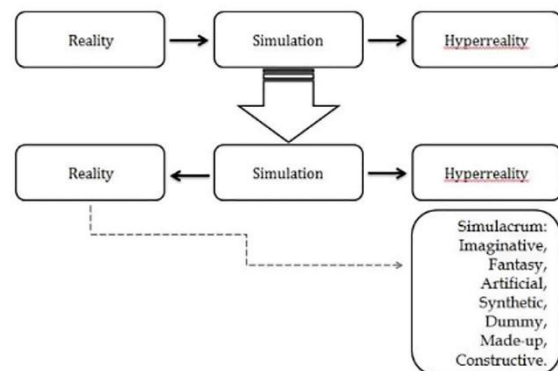 Reality
Simulation
Hyperreality
Reality
Simulation
Hyperreality
Simulacrum:
Imaginative,
Fantasy,
Artificial,
Synthetic,
Dummy,
Made-up,
Constructive.